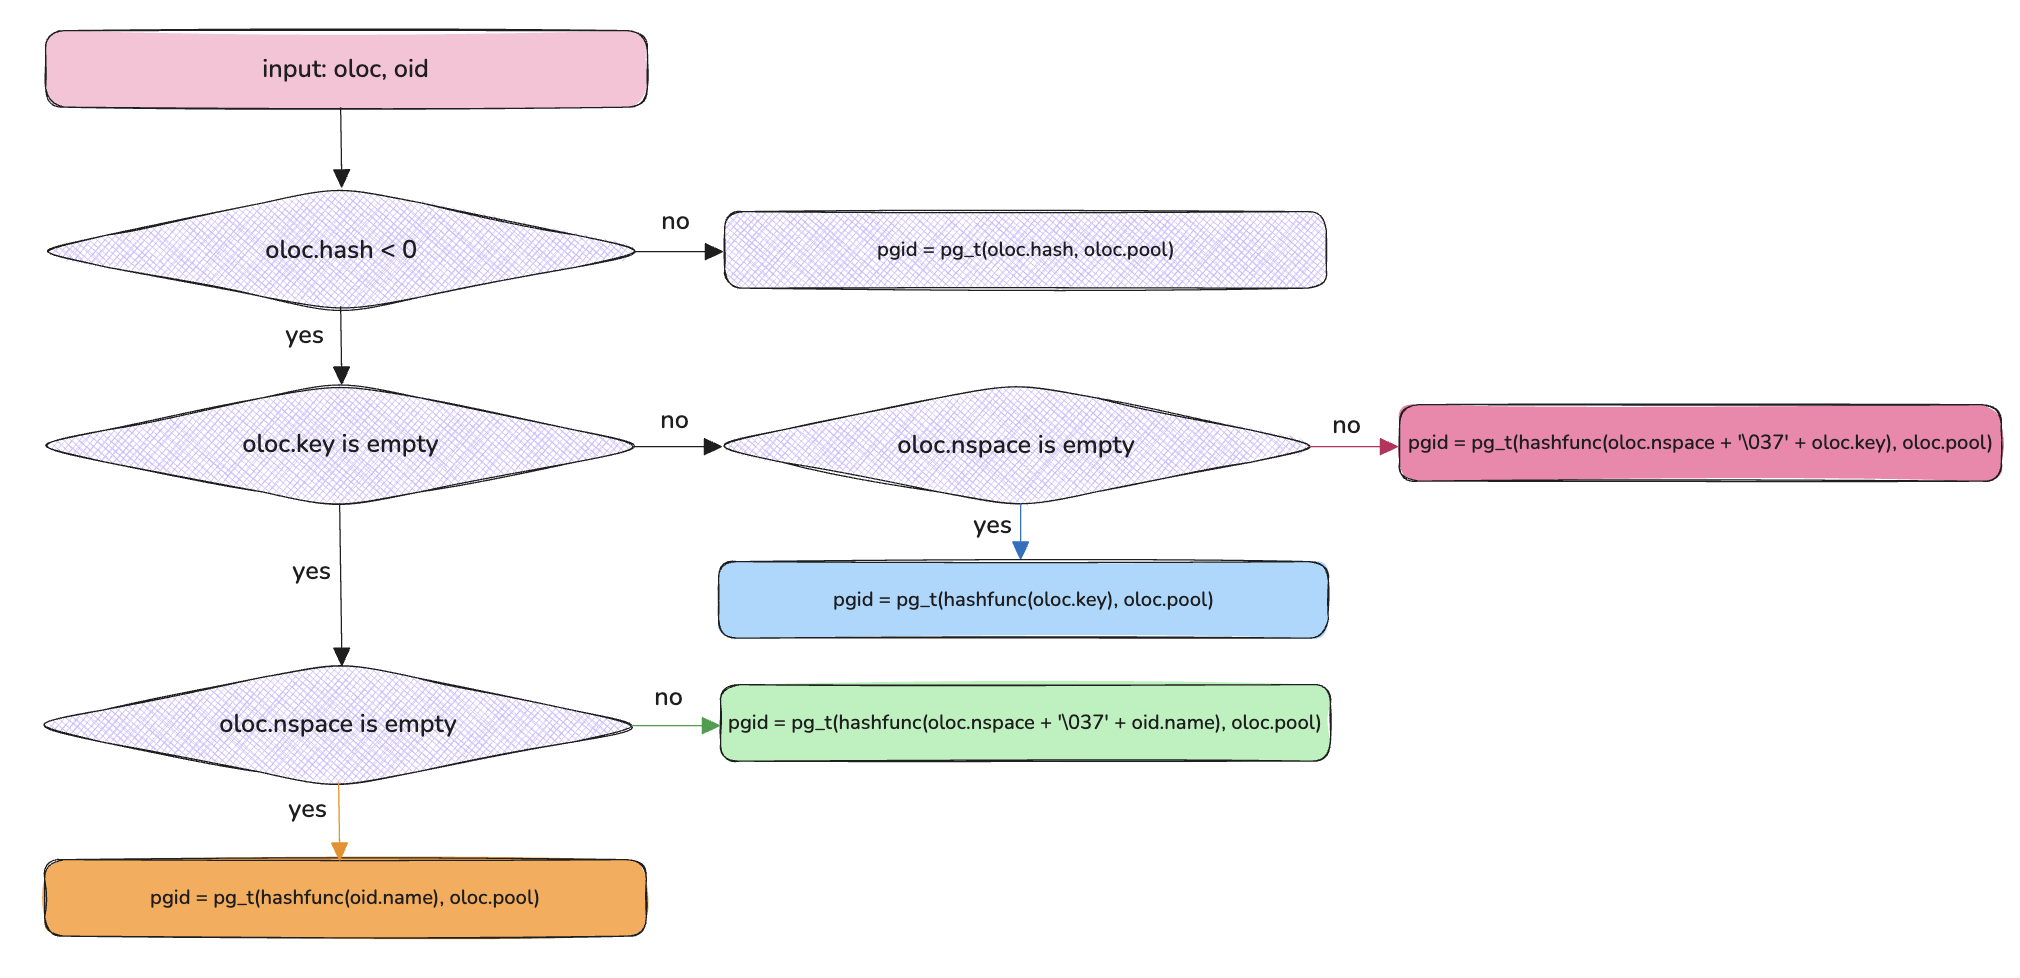 input: oloc, oid
oloc.hash < 0
no
pgid = pg_t(oloc.hash, oloc.pool)
yes
oloc.key is empty
no
oloc.nspace is empty
no
pgid = pg_t(hashfunc(oloc.nspace + '\037' + oloc.key), oloc.pool)
yes
pgid = pg_t(hashfunc(oloc.key), oloc.pool)
yes
oloc.nspace is empty
no
pgid = pg_t(hashfunc(oloc.nspace + '\037' + oid.name), oloc.pool)
yes
pgid = pg_t(hashfunc(oid.name), oloc.pool)